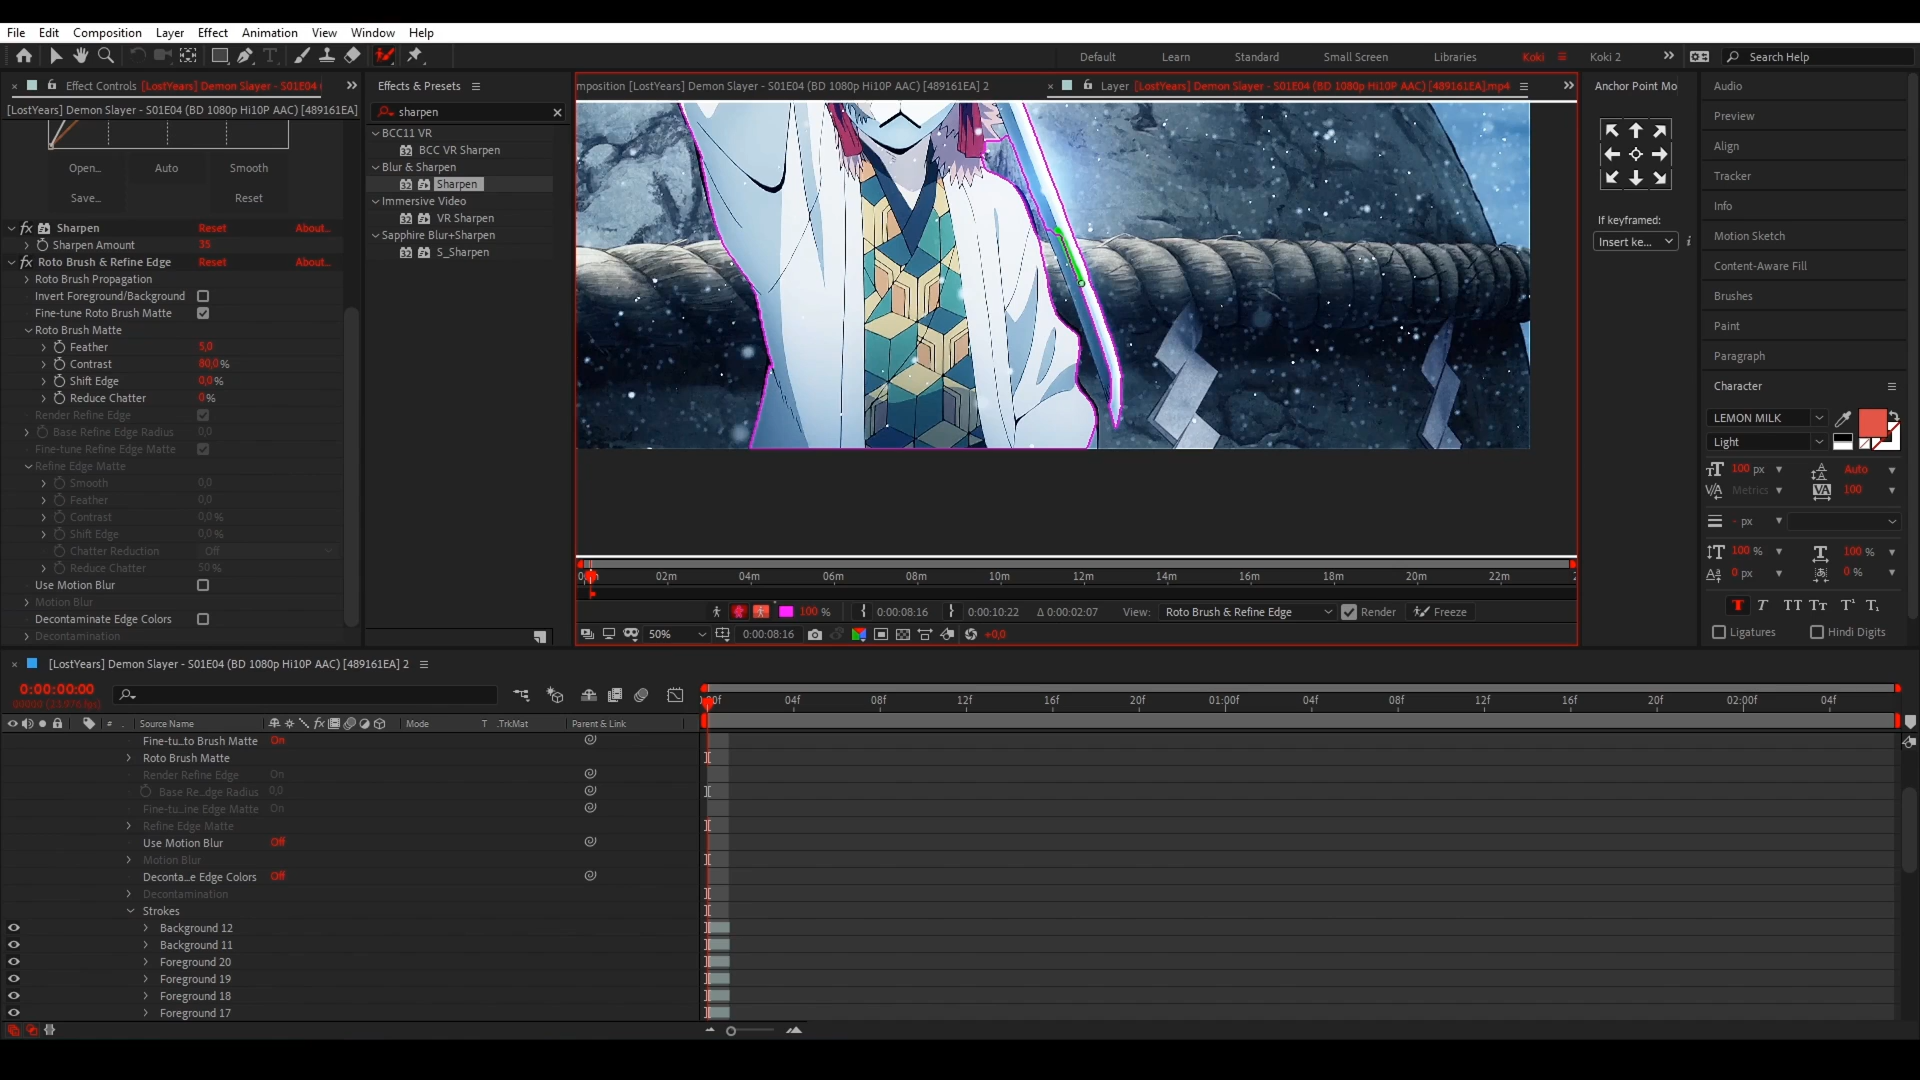 File Edit Composition Layer Effect Animation View Window Help
Default Learn Standard Small Screen Libraries Koki Koki 2 Search Help
Effect Controls [LostYears] Demon Slayer - S01E04 (
[LostYears] Demon Slayer - S01E04 (BD 1080p Hi10P AAC) [489161EA]
Open... Auto Smooth
Save... Reset
fx Sharpen Reset About...
Sharpen Amount 35
fx Roto Brush & Refine Edge Reset About...
Roto Brush Propagation
Invert Foreground/Background
Fine-tune Roto Brush Matte
Roto Brush Matte
Feather 5,0
Contrast 80,0 %
Shift Edge 0,0 %
Reduce Chatter 0 %
Render Refine Edge
Base Refine Edge Radius 0,0
Fine-tune Refine Edge Matte
Refine Edge Matte
Smooth 0,0
Feather 0,0
Contrast 0,0 %
Shift Edge 0,0 %
Chatter Reduction Off
Reduce Chatter 50 %
Use Motion Blur
Motion Blur
Decontaminate Edge Colors
Decontamination
Effects & Presets
sharpen
BCC11 VR
BCC VR Sharpen
Blur & Sharpen
Sharpen
Immersive Video
VR Sharpen
Sapphire Blur+Sharpen
S_Sharpen
mposition [LostYears] Demon Slayer - S01E04 (BD 1080p Hi10P AAC) [489161EA] 2
Layer [LostYears] Demon Slayer - S01E04 (BD 1080p Hi10P AAC) [489161EA].mp4
02m 04m 06m 08m 10m 12m 14m 16m 18m 20m 22m
100 % 0:00:08:16 0:00:10:22 Δ 0:00:02:07 View: Roto Brush & Refine Edge Render Freeze
50% 0:00:08:16 +0,0
Anchor Point Mo
If keyframed:
Insert ke...
Audio
Preview
Align
Tracker
Info
Motion Sketch
Content-Aware Fill
Brushes
Paint
Paragraph
Character
LEMON MILK
Light
100 px Auto
Metrics 100
- px
100 % 100 %
0 px 0 %
T T TT Tт T¹ T₁
Ligatures Hindi Digits
[LostYears] Demon Slayer - S01E04 (BD 1080p Hi10P AAC) [489161EA] 2
0:00:00:00
00000 (23.976 fps)
:00f 04f 08f 12f 16f 20f 01:00f 04f 08f 12f 16f 20f 02:00f 04f
# Source Name fx Mode T .TrkMat Parent & Link
Fine-tu...to Brush Matte On
Roto Brush Matte
Render Refine Edge On
Base Re...dge Radius 0,0
Fine-tu...ine Edge Matte On
Refine Edge Matte
Use Motion Blur Off
Motion Blur
Deconta...e Edge Colors Off
Decontamination
Strokes
Background 12
Background 11
Foreground 20
Foreground 19
Foreground 18
Foreground 17